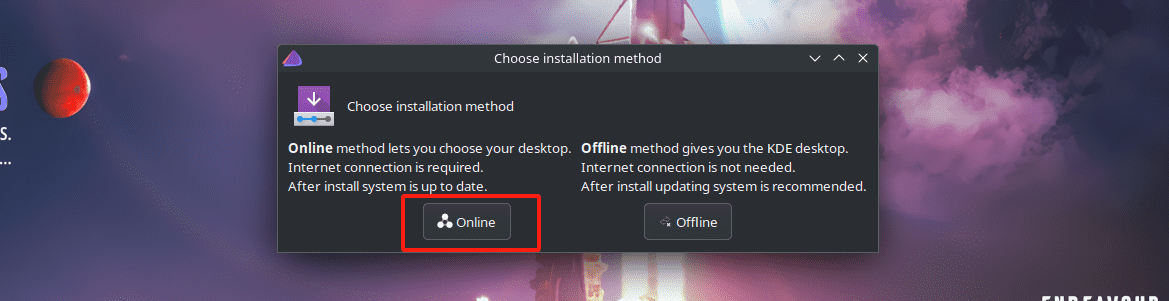 Choose installation method
S
s.
...
Choose installation method
Online method lets you choose your desktop.
Internet connection is required.
After install system is up to date.
Offline method gives you the KDE desktop.
Internet connection is not needed.
After install updating system is recommended.
Online
Offline